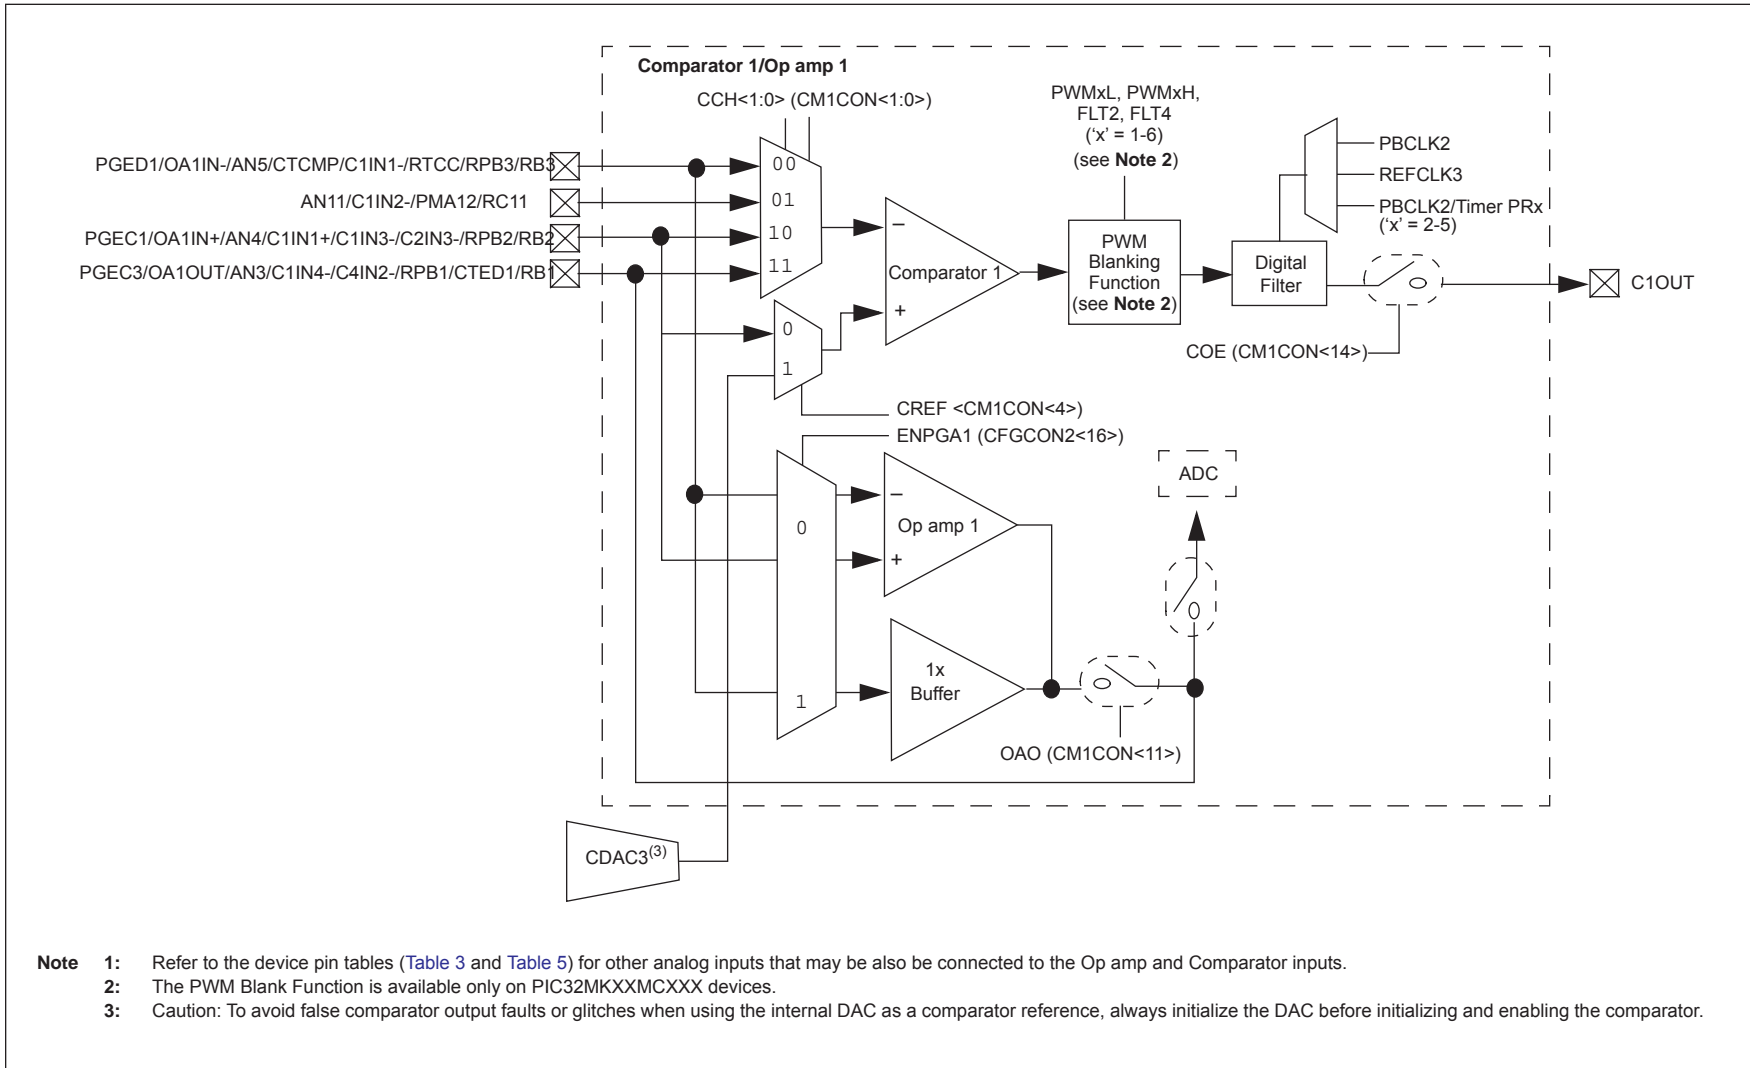 Comparator 1/Op amp 1
CCH<1:0> (CM1CON<1:0>)
PWMxL, PWMxH,
FLT2, FLT4
(‘x’ = 1-6)
(see Note 2)
PGED1/OA1IN-/AN5/CTCMP/C1IN1-/RTCC/RPB3/RB3
AN11/C1IN2-/PMA12/RC11
PGEC1/OA1IN+/AN4/C1IN1+/C1IN3-/C2IN3-/RPB2/RB2
PGEC3/OA1OUT/AN3/C1IN4-/C4IN2-/RPB1/CTED1/RB1
00
01
10
11
0
1
–
Comparator 1
+
PWM
Blanking
Function
(see Note 2)
PBCLK2
REFCLK3
PBCLK2/Timer PRx
(‘x’ = 2-5)
Digital
Filter
C1OUT
COE (CM1CON<14>)
CREF <CM1CON<4>)
ENPGA1 (CFGCON2<16>)
0
1
–
Op amp 1
+
1x
Buffer
ADC
OAO (CM1CON<11>)
CDAC3(3)
Note 1: Refer to the device pin tables (Table 3 and Table 5) for other analog inputs that may be also be connected to the Op amp and Comparator inputs.
2: The PWM Blank Function is available only on PIC32MKXXMCXXX devices.
3: Caution: To avoid false comparator output faults or glitches when using the internal DAC as a comparator reference, always initialize the DAC before initializing and enabling the comparator.